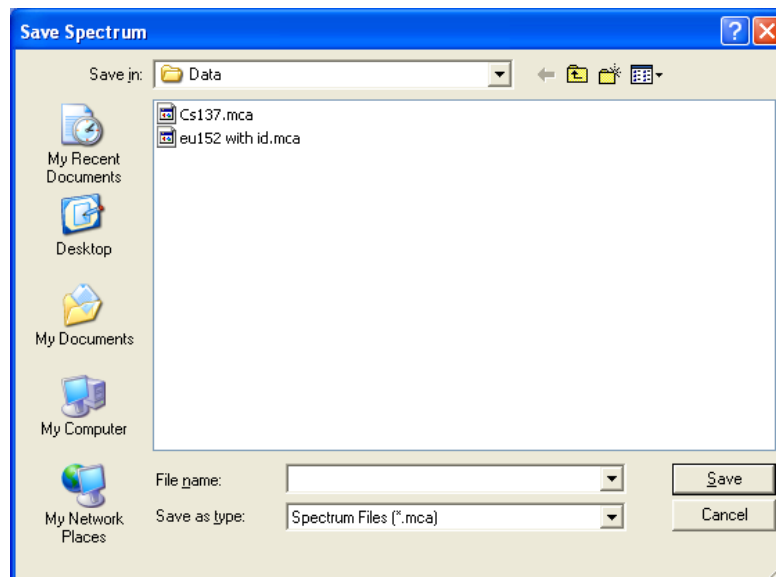 Save Spectrum
Save in:
Data
Cs137.mca
eu152 with id.mca
My Recent
Documents
Desktop
My Documents
My Computer
My Network
Places
File name:
Save
Save as type:
Spectrum Files (*.mca)
Cancel